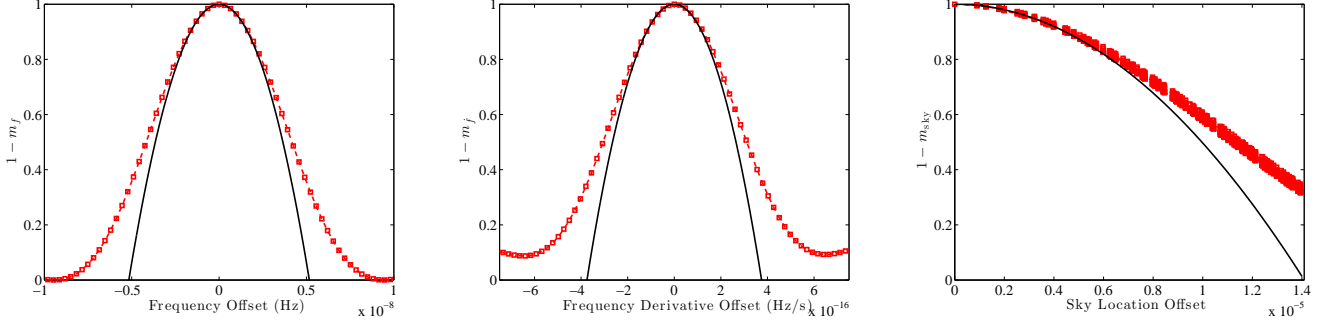 1
0.8
0.6
0.4
0.2
0
1 − m_f
−1 −0.5 0 0.5 1
Frequency Offset (Hz)
x 10⁻⁸
1
0.8
0.6
0.4
0.2
0
1 − m_ḟ
−6 −4 −2 0 2 4 6
Frequency Derivative Offset (Hz/s)
x 10⁻¹⁶
1
0.8
0.6
0.4
0.2
0
1 − m_sky
0 0.2 0.4 0.6 0.8 1 1.2 1.4
Sky Location Offset
x 10⁻⁵